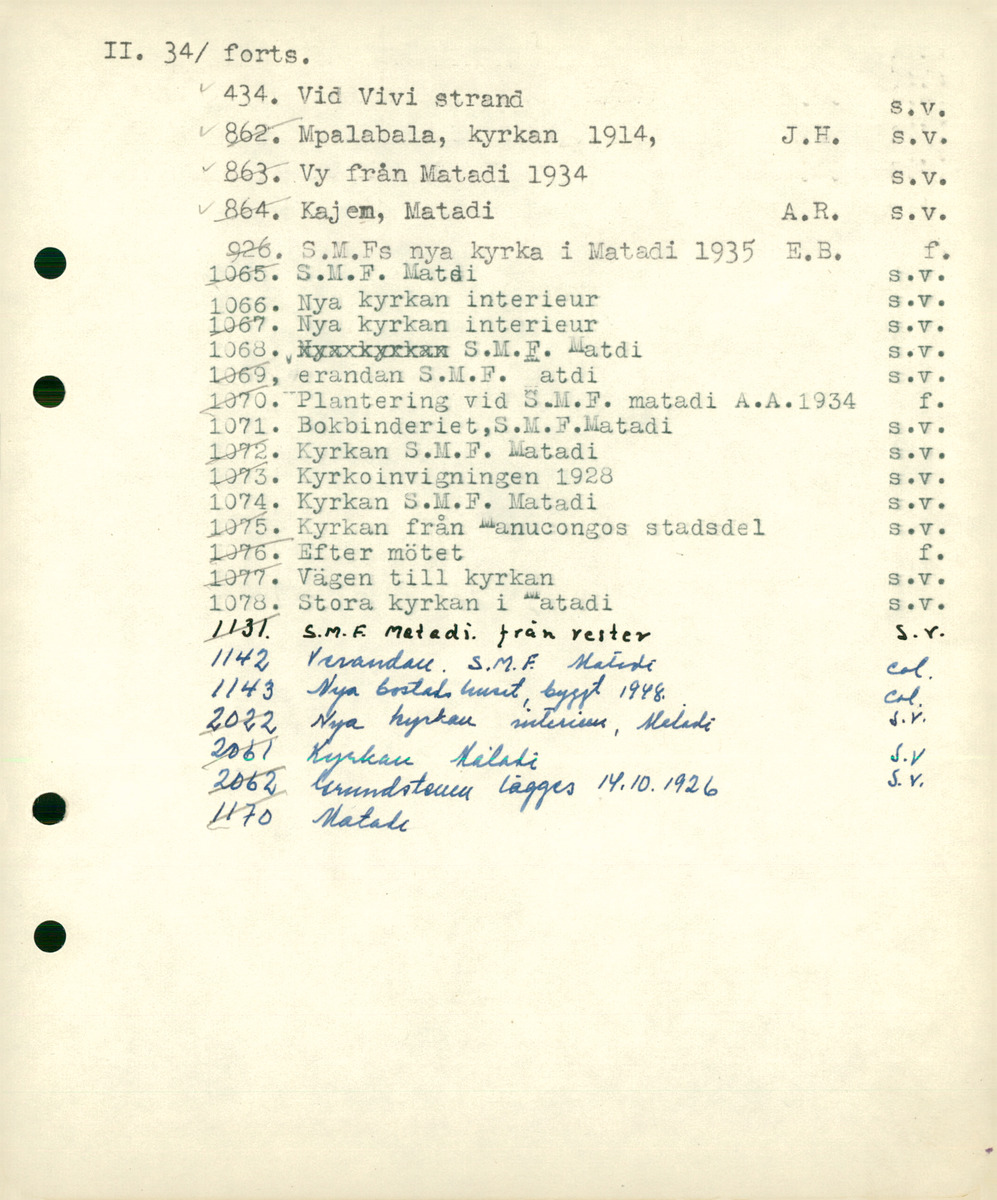 II. 34/ forts.
434. Vid Vivi strand s.v.
862. Mpalabala, kyrkan 1914, J.H. s.v.
863. Vy från Matadi 1934 s.v.
864. Kajem, Matadi A.R. s.v.
926. S.M.Fs nya kyrka i Matadi 1935 E.B. f.
1065. S.M.F. Matdi s.v.
1066. Nya kyrkan interieur s.v.
1067. Nya kyrkan interieur s.v.
1068. S.M.F. Matdi s.v.
1069, erandan S.M.F. atdi s.v.
1070. Plantering vid S.M.F. matadi A.A.1934 f.
1071. Bokbinderiet,S.M.F.Matadi s.v.
1072. Kyrkan S.M.F. Matadi s.v.
1073. Kyrkoinvigningen 1928 s.v.
1074. Kyrkan S.M.F. Matadi s.v.
1075. Kyrkan från Manucongos stadsdel s.v.
1076. Efter mötet f.
1077. Vägen till kyrkan s.v.
1078. Stora kyrkan i Matadi s.v.
1131. S.M.F. Matadi. från vester s.v.
1142 Verandan. S.M.F. Matadi col.
1143 Nya bostadshuset, byggt 1948. col.
2022 Nya kyrkan interieur, Matadi s.v.
2061 Kyrkan Matadi s.v
2062 Grundstenen lägges 14.10.1926 s.v.
1170 Matadi